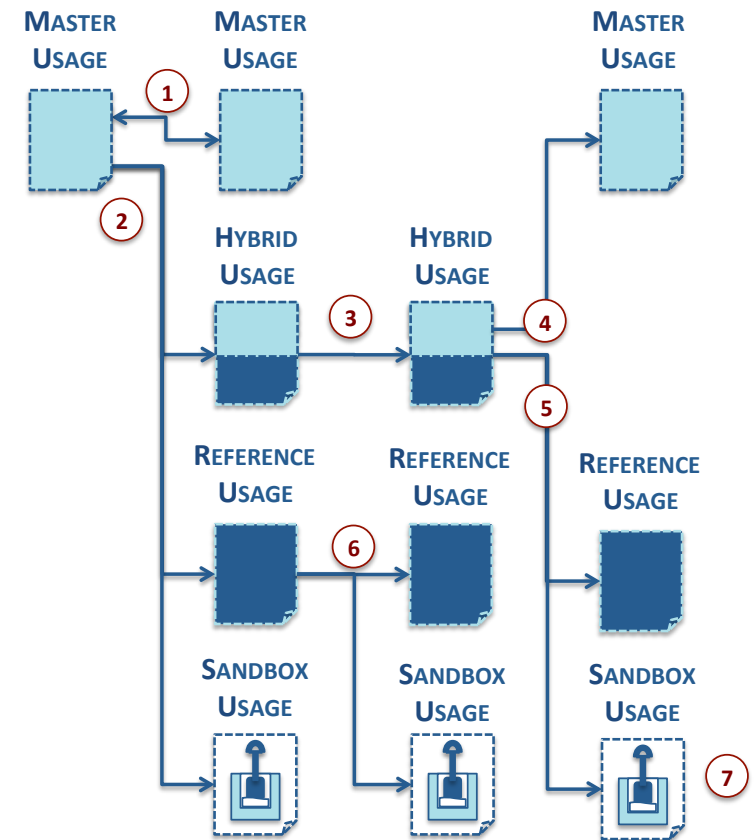 MASTER
USAGE
MASTER
USAGE
MASTER
USAGE
1
2
HYBRID
USAGE
HYBRID
USAGE
3
4
5
REFERENCE
USAGE
REFERENCE
USAGE
REFERENCE
USAGE
6
SANDBOX
USAGE
SANDBOX
USAGE
SANDBOX
USAGE
7